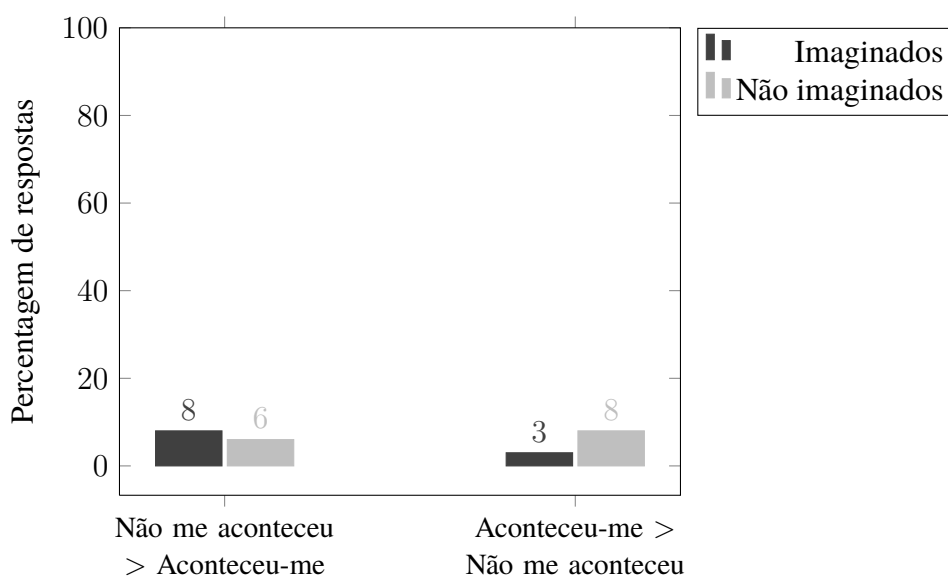 100
80
60
40
20
0
Percentagem de respostas
8
6
3
8
Não me aconteceu
> Aconteceu-me
Aconteceu-me >
Não me aconteceu
Imaginados
Não imaginados